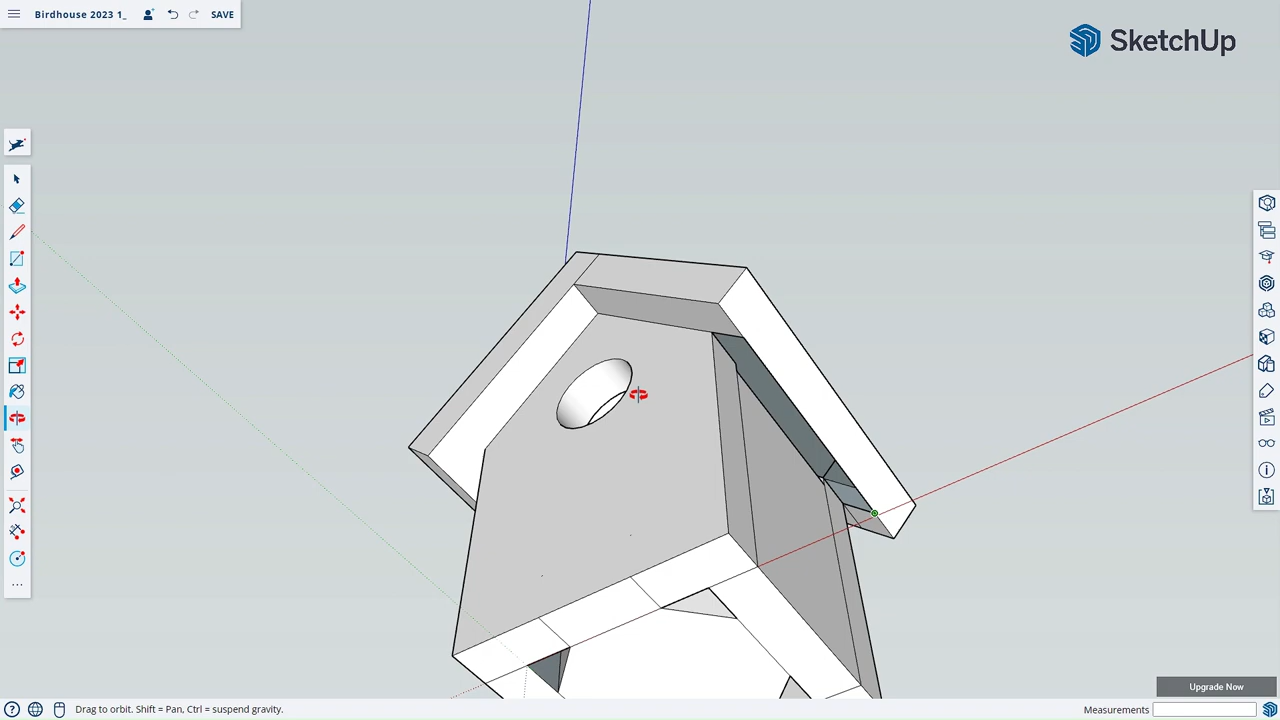 Birdhouse 2023 1_
SAVE
SketchUp
Upgrade Now
Drag to orbit. Shift = Pan, Ctrl = suspend gravity.
Measurements